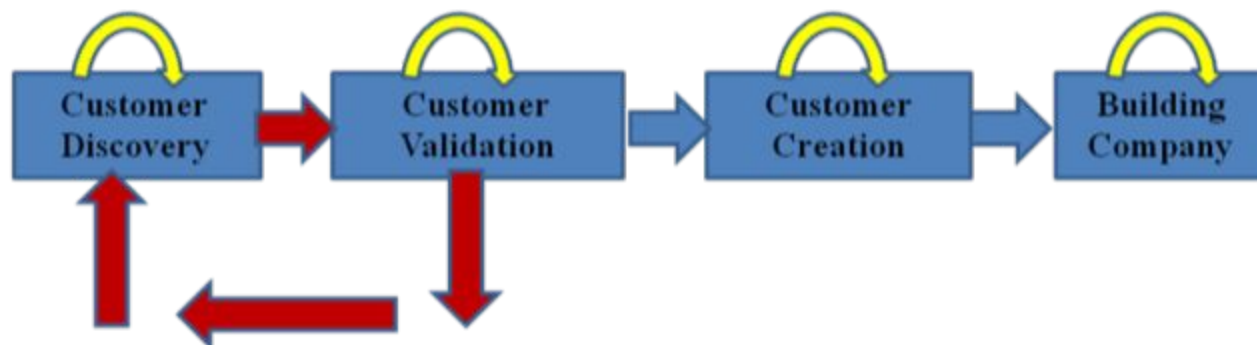 Customer
Discovery
Customer
Validation
Customer
Creation
Building
Company